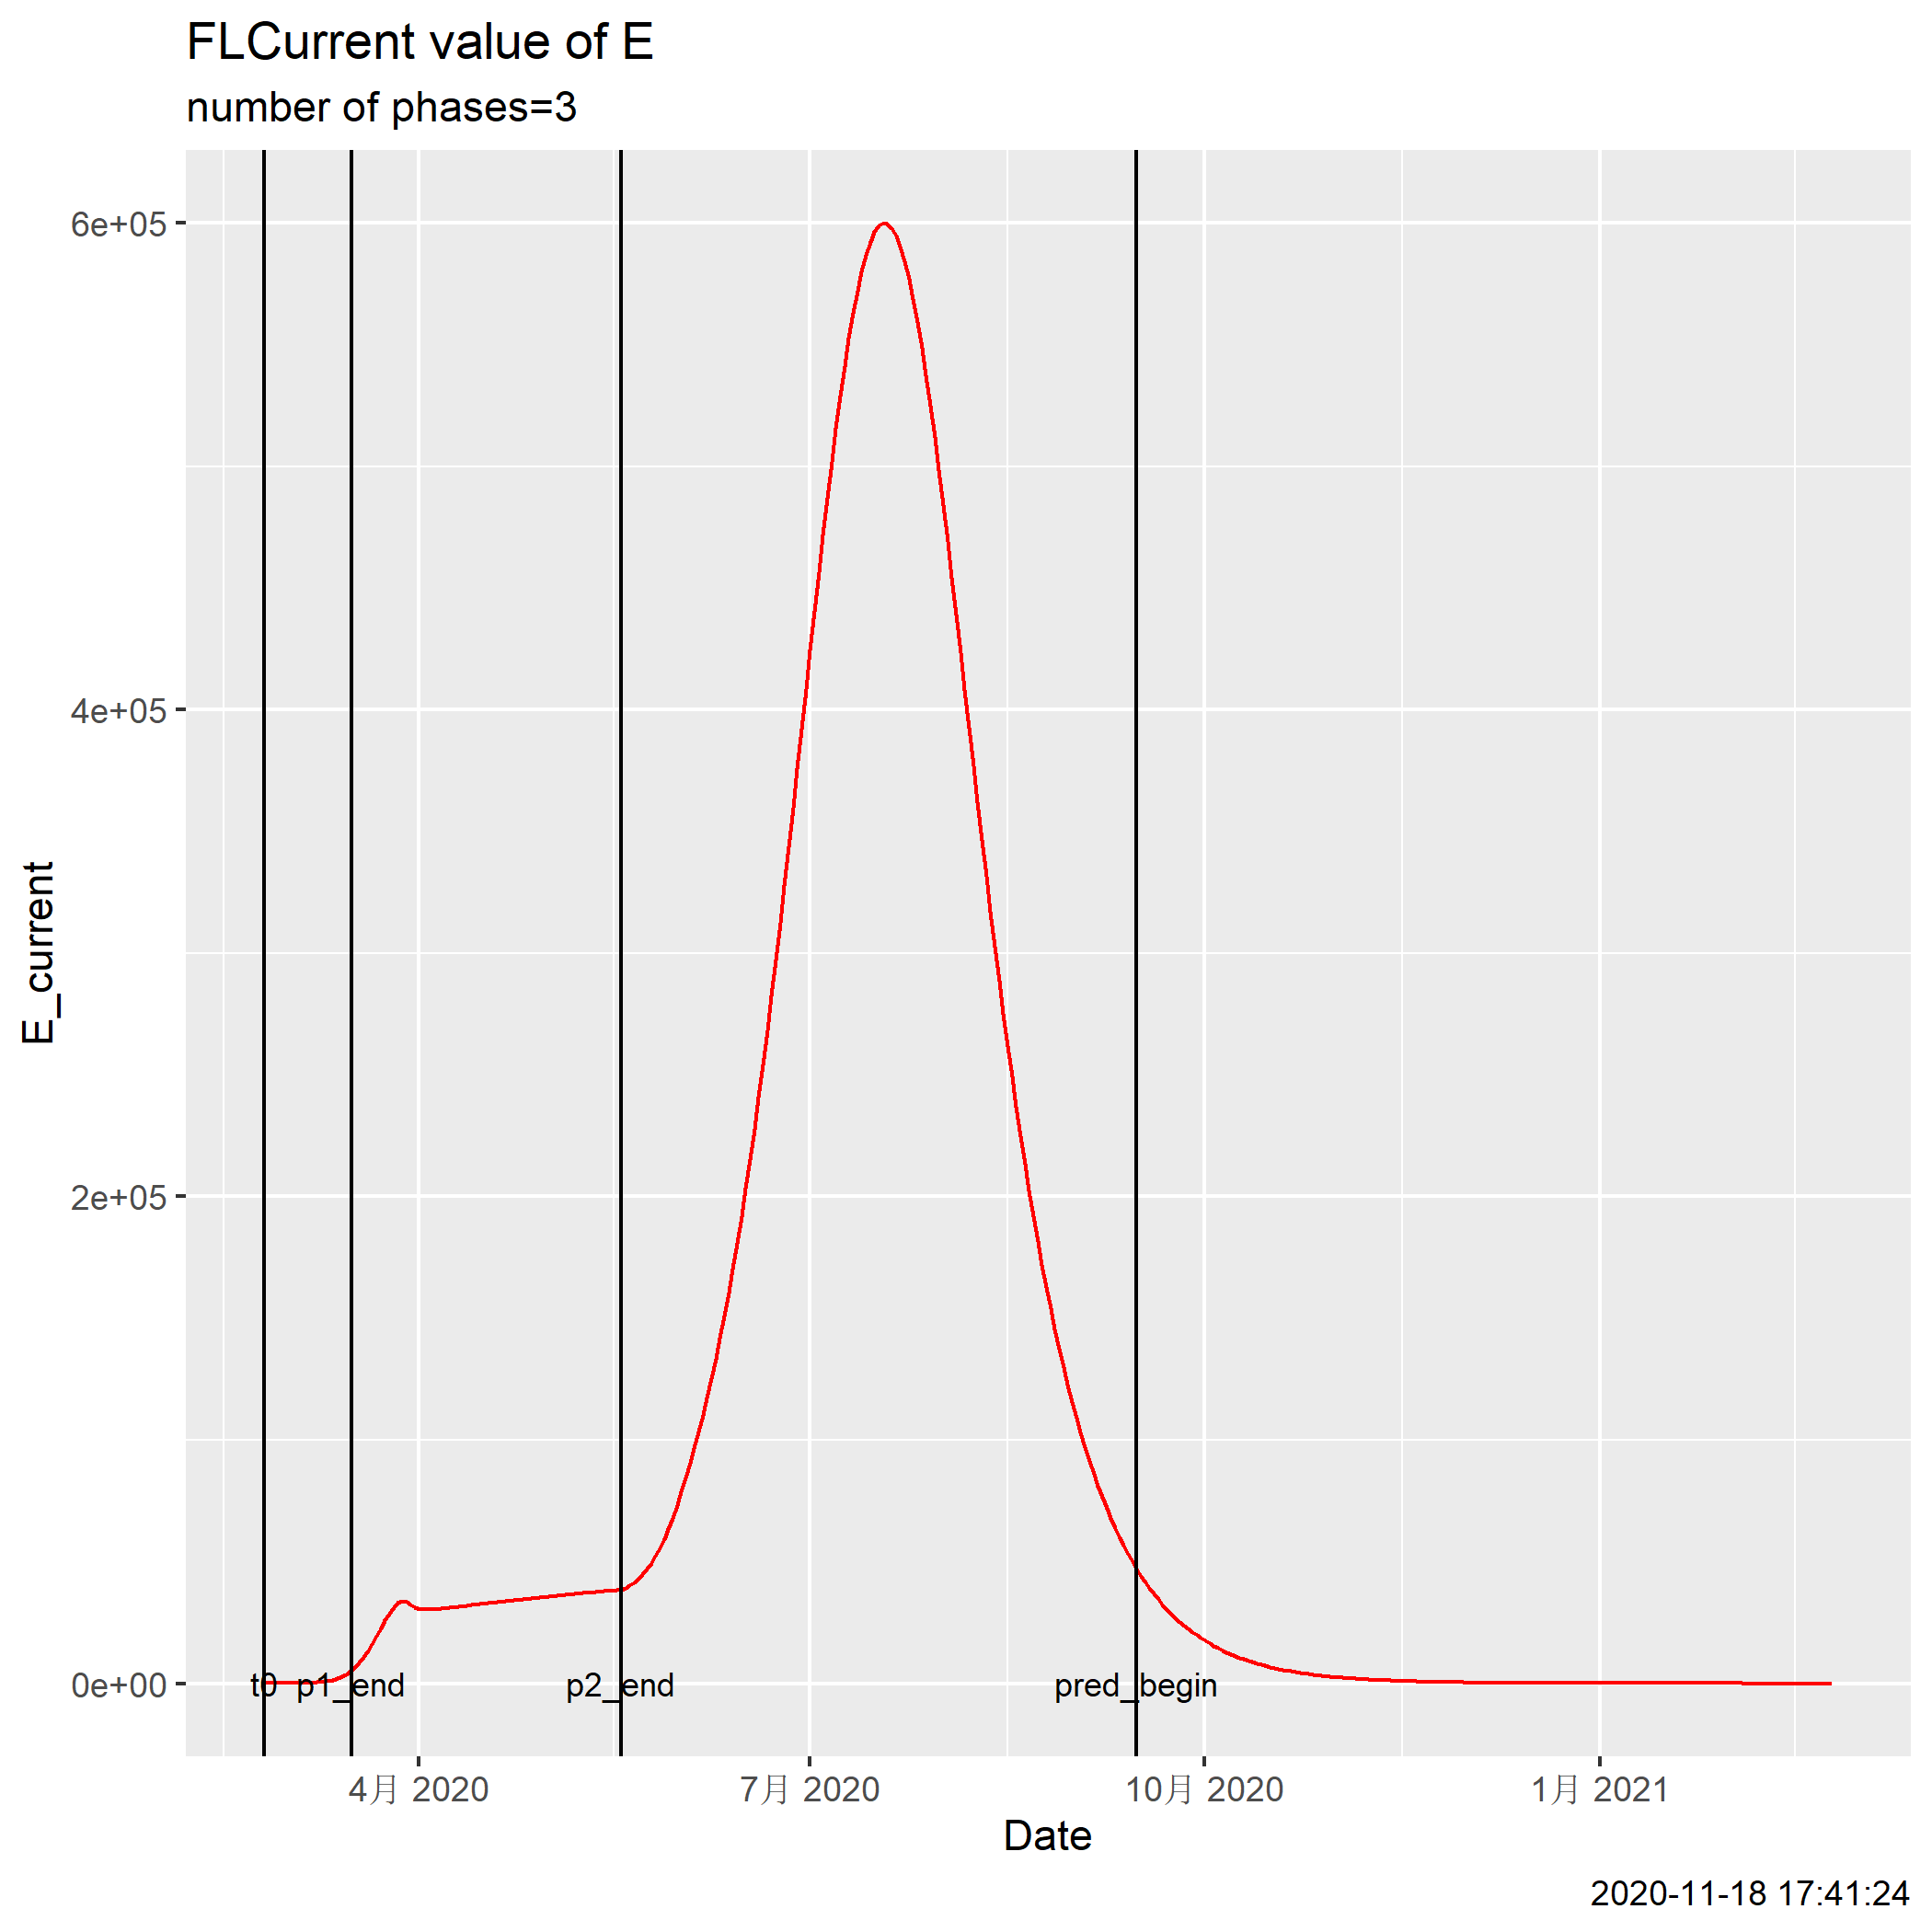 FLCurrent value of E
number of phases=3
6e+05
4e+05
2e+05
0e+00
E_current
t0 p1_end p2_end pred_begin
4月 2020 7月 2020 10月 2020 1月 2021
Date
2020-11-18 17:41:24